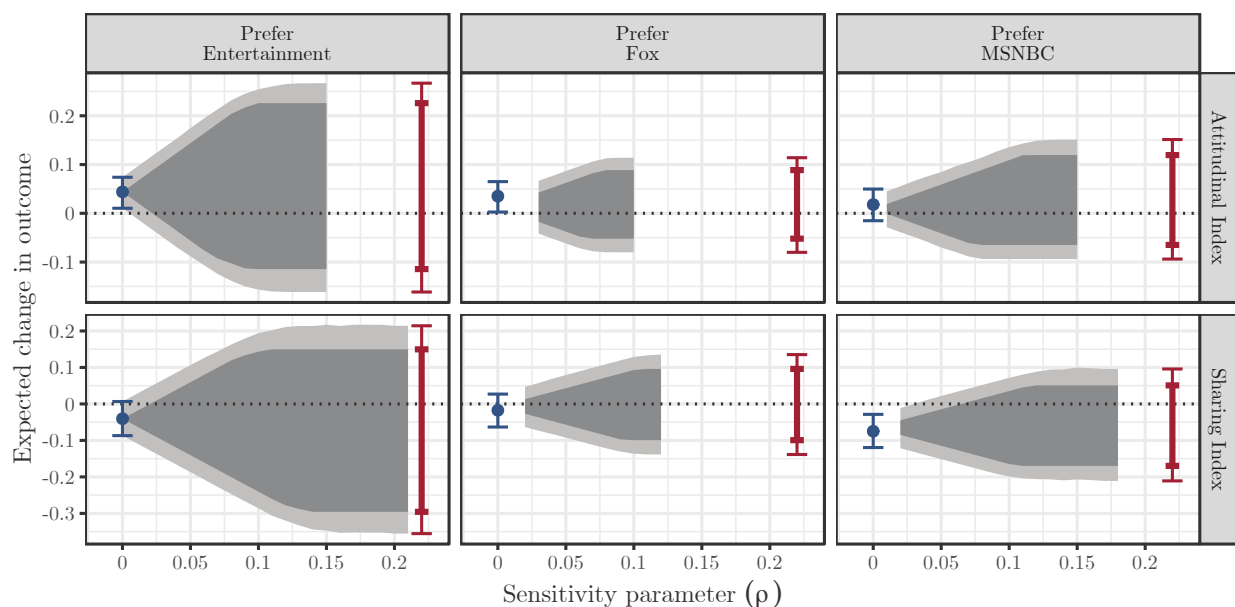 Prefer
Entertainment
Prefer
Fox
Prefer
MSNBC
Expected change in outcome
0.2
0.1
0
-0.1
Attitudinal Index
0.2
0.1
0
-0.1
-0.2
-0.3
Sharing Index
0 0.05 0.1 0.15 0.2
0 0.05 0.1 0.15 0.2
0 0.05 0.1 0.15 0.2
Sensitivity parameter (ρ)